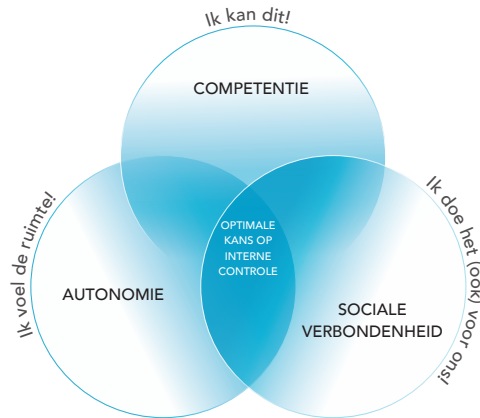 Ik kan dit!
COMPETENTIE
Ik voel de ruimte!
OPTIMALE
KANS OP
INTERNE
CONTROLE
Ik doe het (ook) voor ons!
AUTONOMIE
SOCIALE
VERBONDENHEID